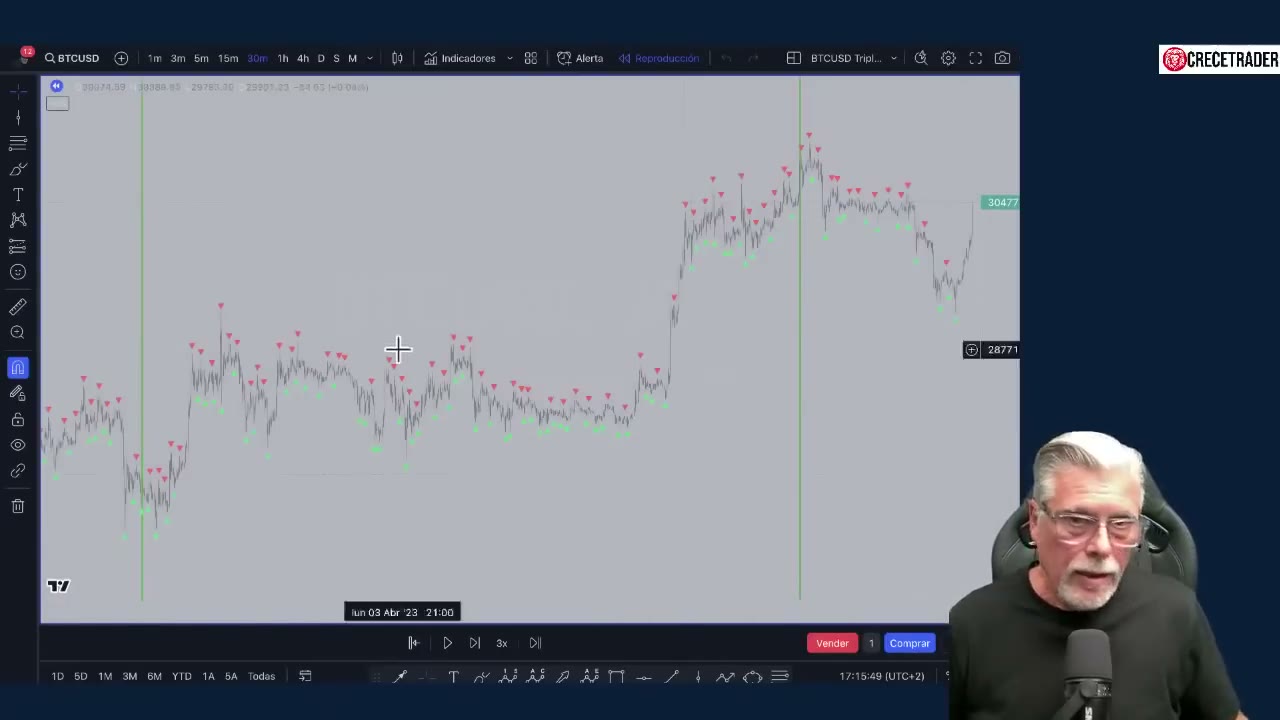 12
BTCUSD
1m 3m 5m 15m 30m 1h 4h D S M
Indicadores
Alerta
Reproducción
BTCUSD Tripl...
CRECETRADER
30477
28771
lun 03 Abr '23 21:00
3x
Vender
1
Comprar
1D 5D 1M 3M 6M YTD 1A 5A Todas
17:15:49 (UTC+2)